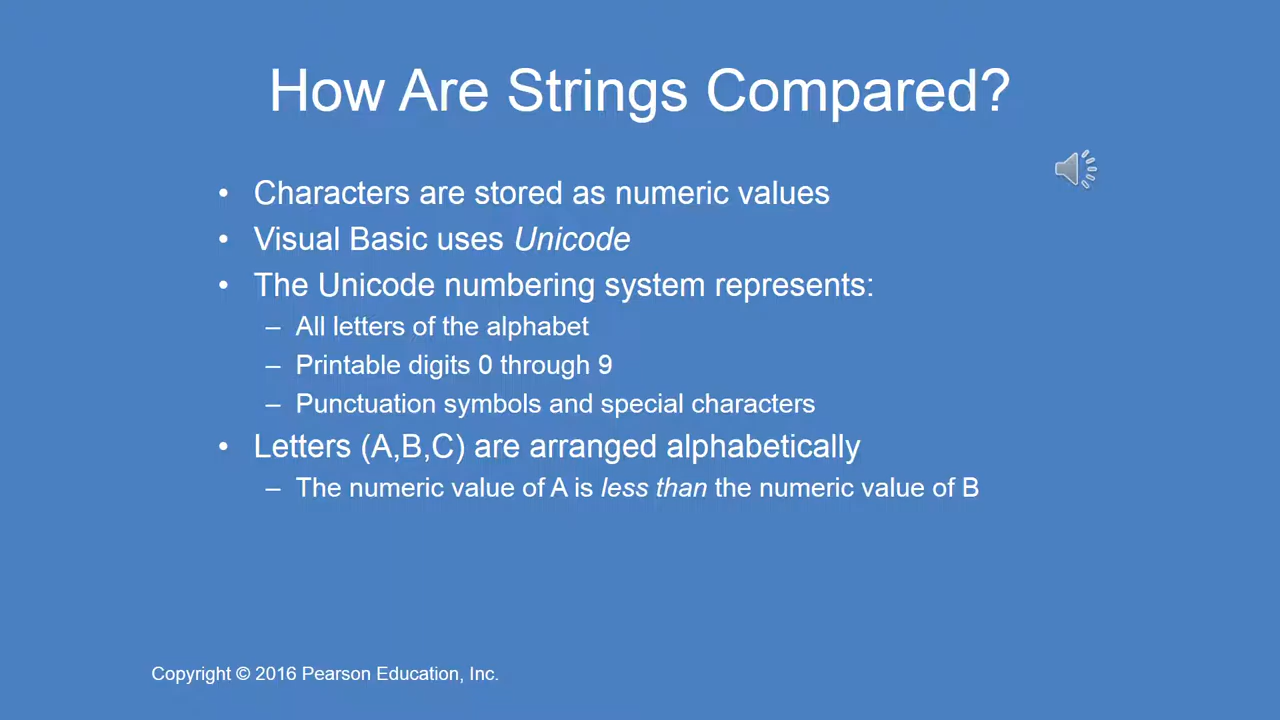 How Are Strings Compared?
• Characters are stored as numeric values
• Visual Basic uses Unicode
• The Unicode numbering system represents:
– All letters of the alphabet
– Printable digits 0 through 9
– Punctuation symbols and special characters
• Letters (A,B,C) are arranged alphabetically
– The numeric value of A is less than the numeric value of B
Copyright © 2016 Pearson Education, Inc.